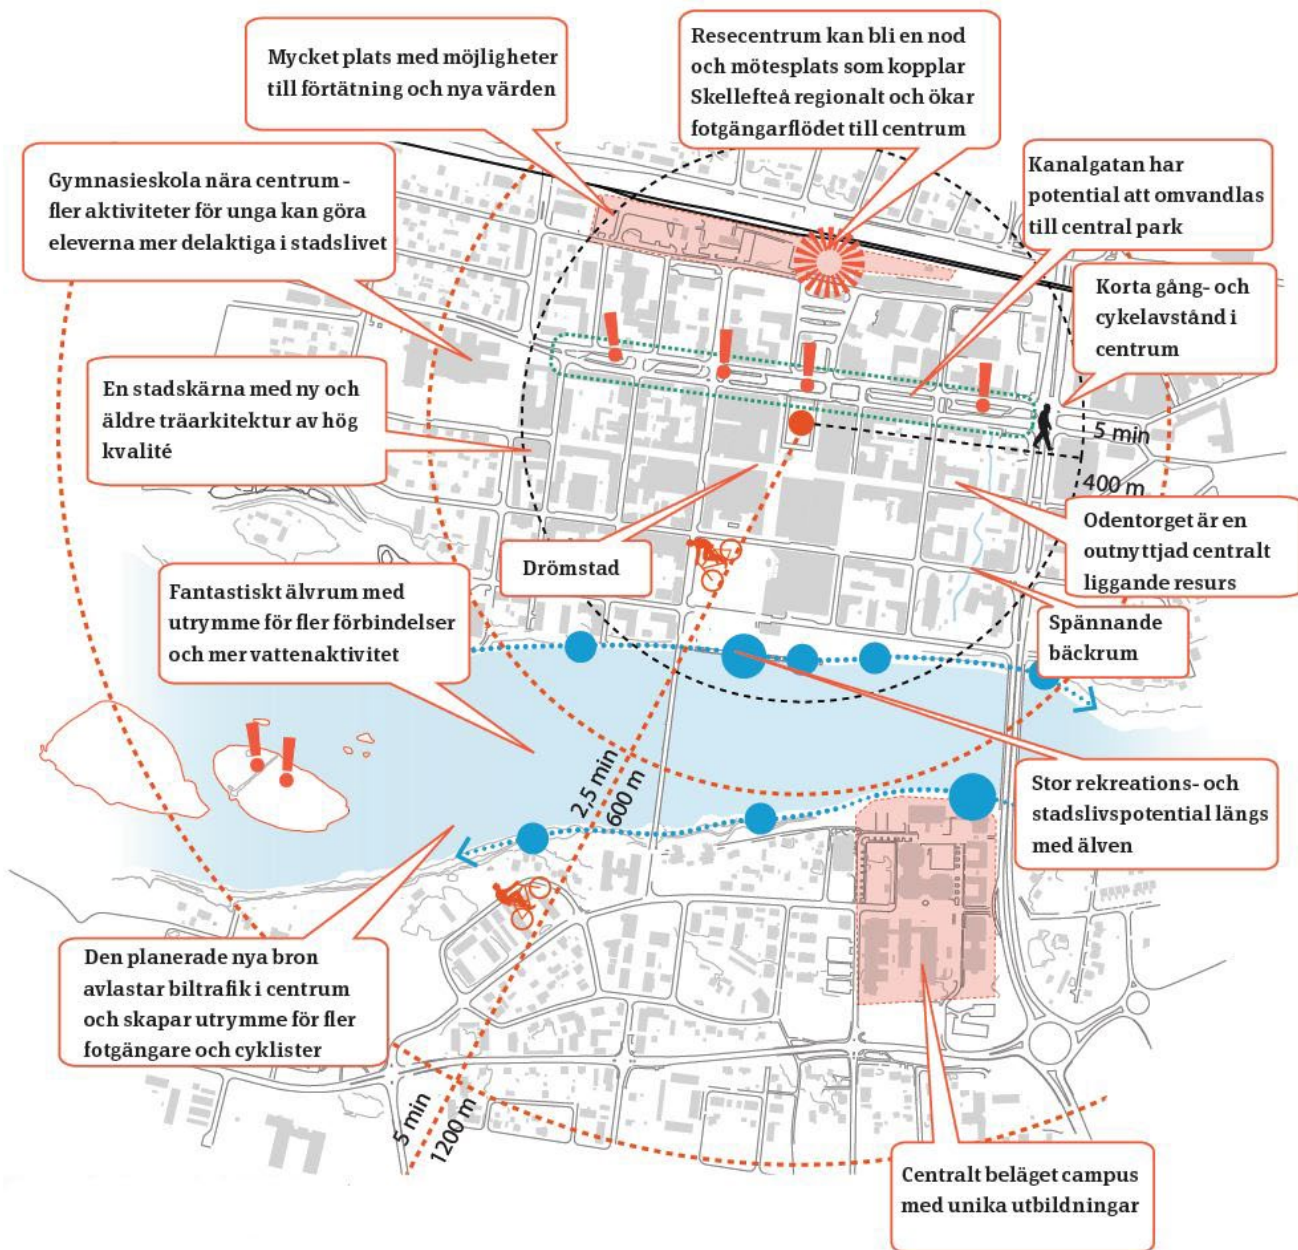 Mycket plats med möjligheter
till förtätning och nya värden
Resecentrum kan bli en nod
och mötesplats som kopplar
Skellefteå regionalt och ökar
fotgängarflödet till centrum
Gymnasieskola nära centrum -
fler aktiviteter för unga kan göra
eleverna mer delaktiga i stadslivet
Kanalgatan har
potential att omvandlas
till central park
Korta gång- och
cykelavstånd i
centrum
En stadskärna med ny och
äldre träarkitektur av hög
kvalité
5 min
400 m
Odentorget är en
outnyttjad centralt
liggande resurs
Drömstad
Fantastiskt älvrum med
utrymme för fler förbindelser
och mer vattenaktivitet
Spännande
bäckrum
2,5 min
600 m
Stor rekreations- och
stadslivspotential längs
med älven
Den planerade nya bron
avlastar biltrafik i centrum
och skapar utrymme för fler
fotgängare och cyklister
5 min
1200 m
Centralt beläget campus
med unika utbildningar